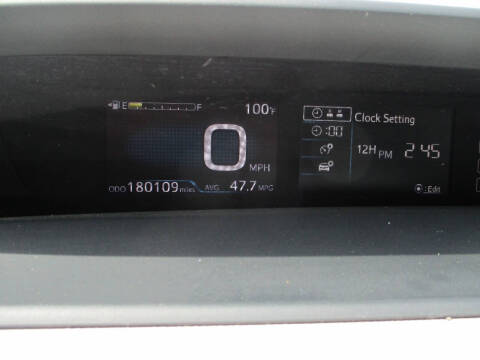 E F 100°F
0 MPH
ODO 180109 miles AVG 47.7 MPG
Clock Setting
:00
12H PM 2:45
: Edit